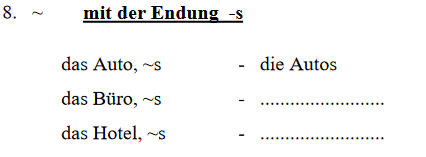 8. ~ mit der Endung -s
das Auto, ~s - die Autos
das Büro, ~s - .........................
das Hotel, ~s - .........................